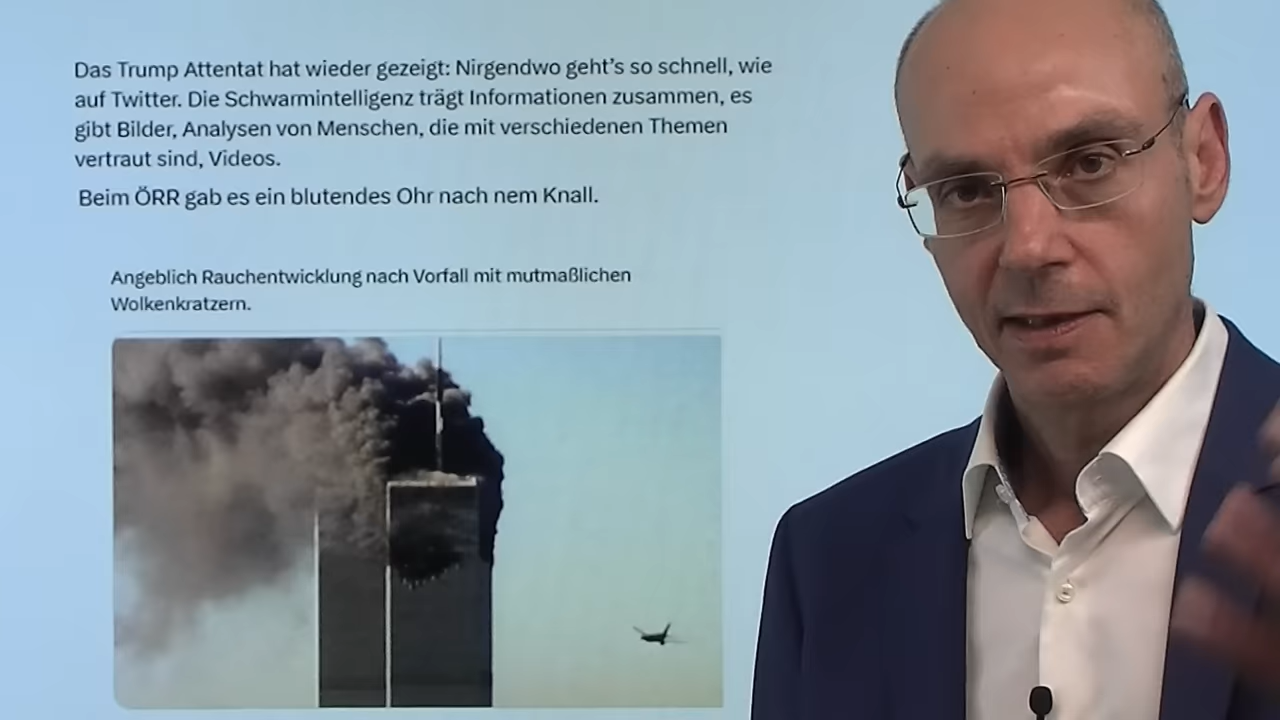 Das Trump Attentat hat wieder gezeigt: Nirgendwo geht's so schnell, wie
auf Twitter. Die Schwarmintelligenz trägt Informationen zusammen, es
gibt Bilder, Analysen von Menschen, die mit verschiedenen Themen
vertraut sind, Videos.
Beim ÖRR gab es ein blutendes Ohr nach nem Knall.
Angeblich Rauchentwicklung nach Vorfall mit mutmaßlichen
Wolkenkratzern.